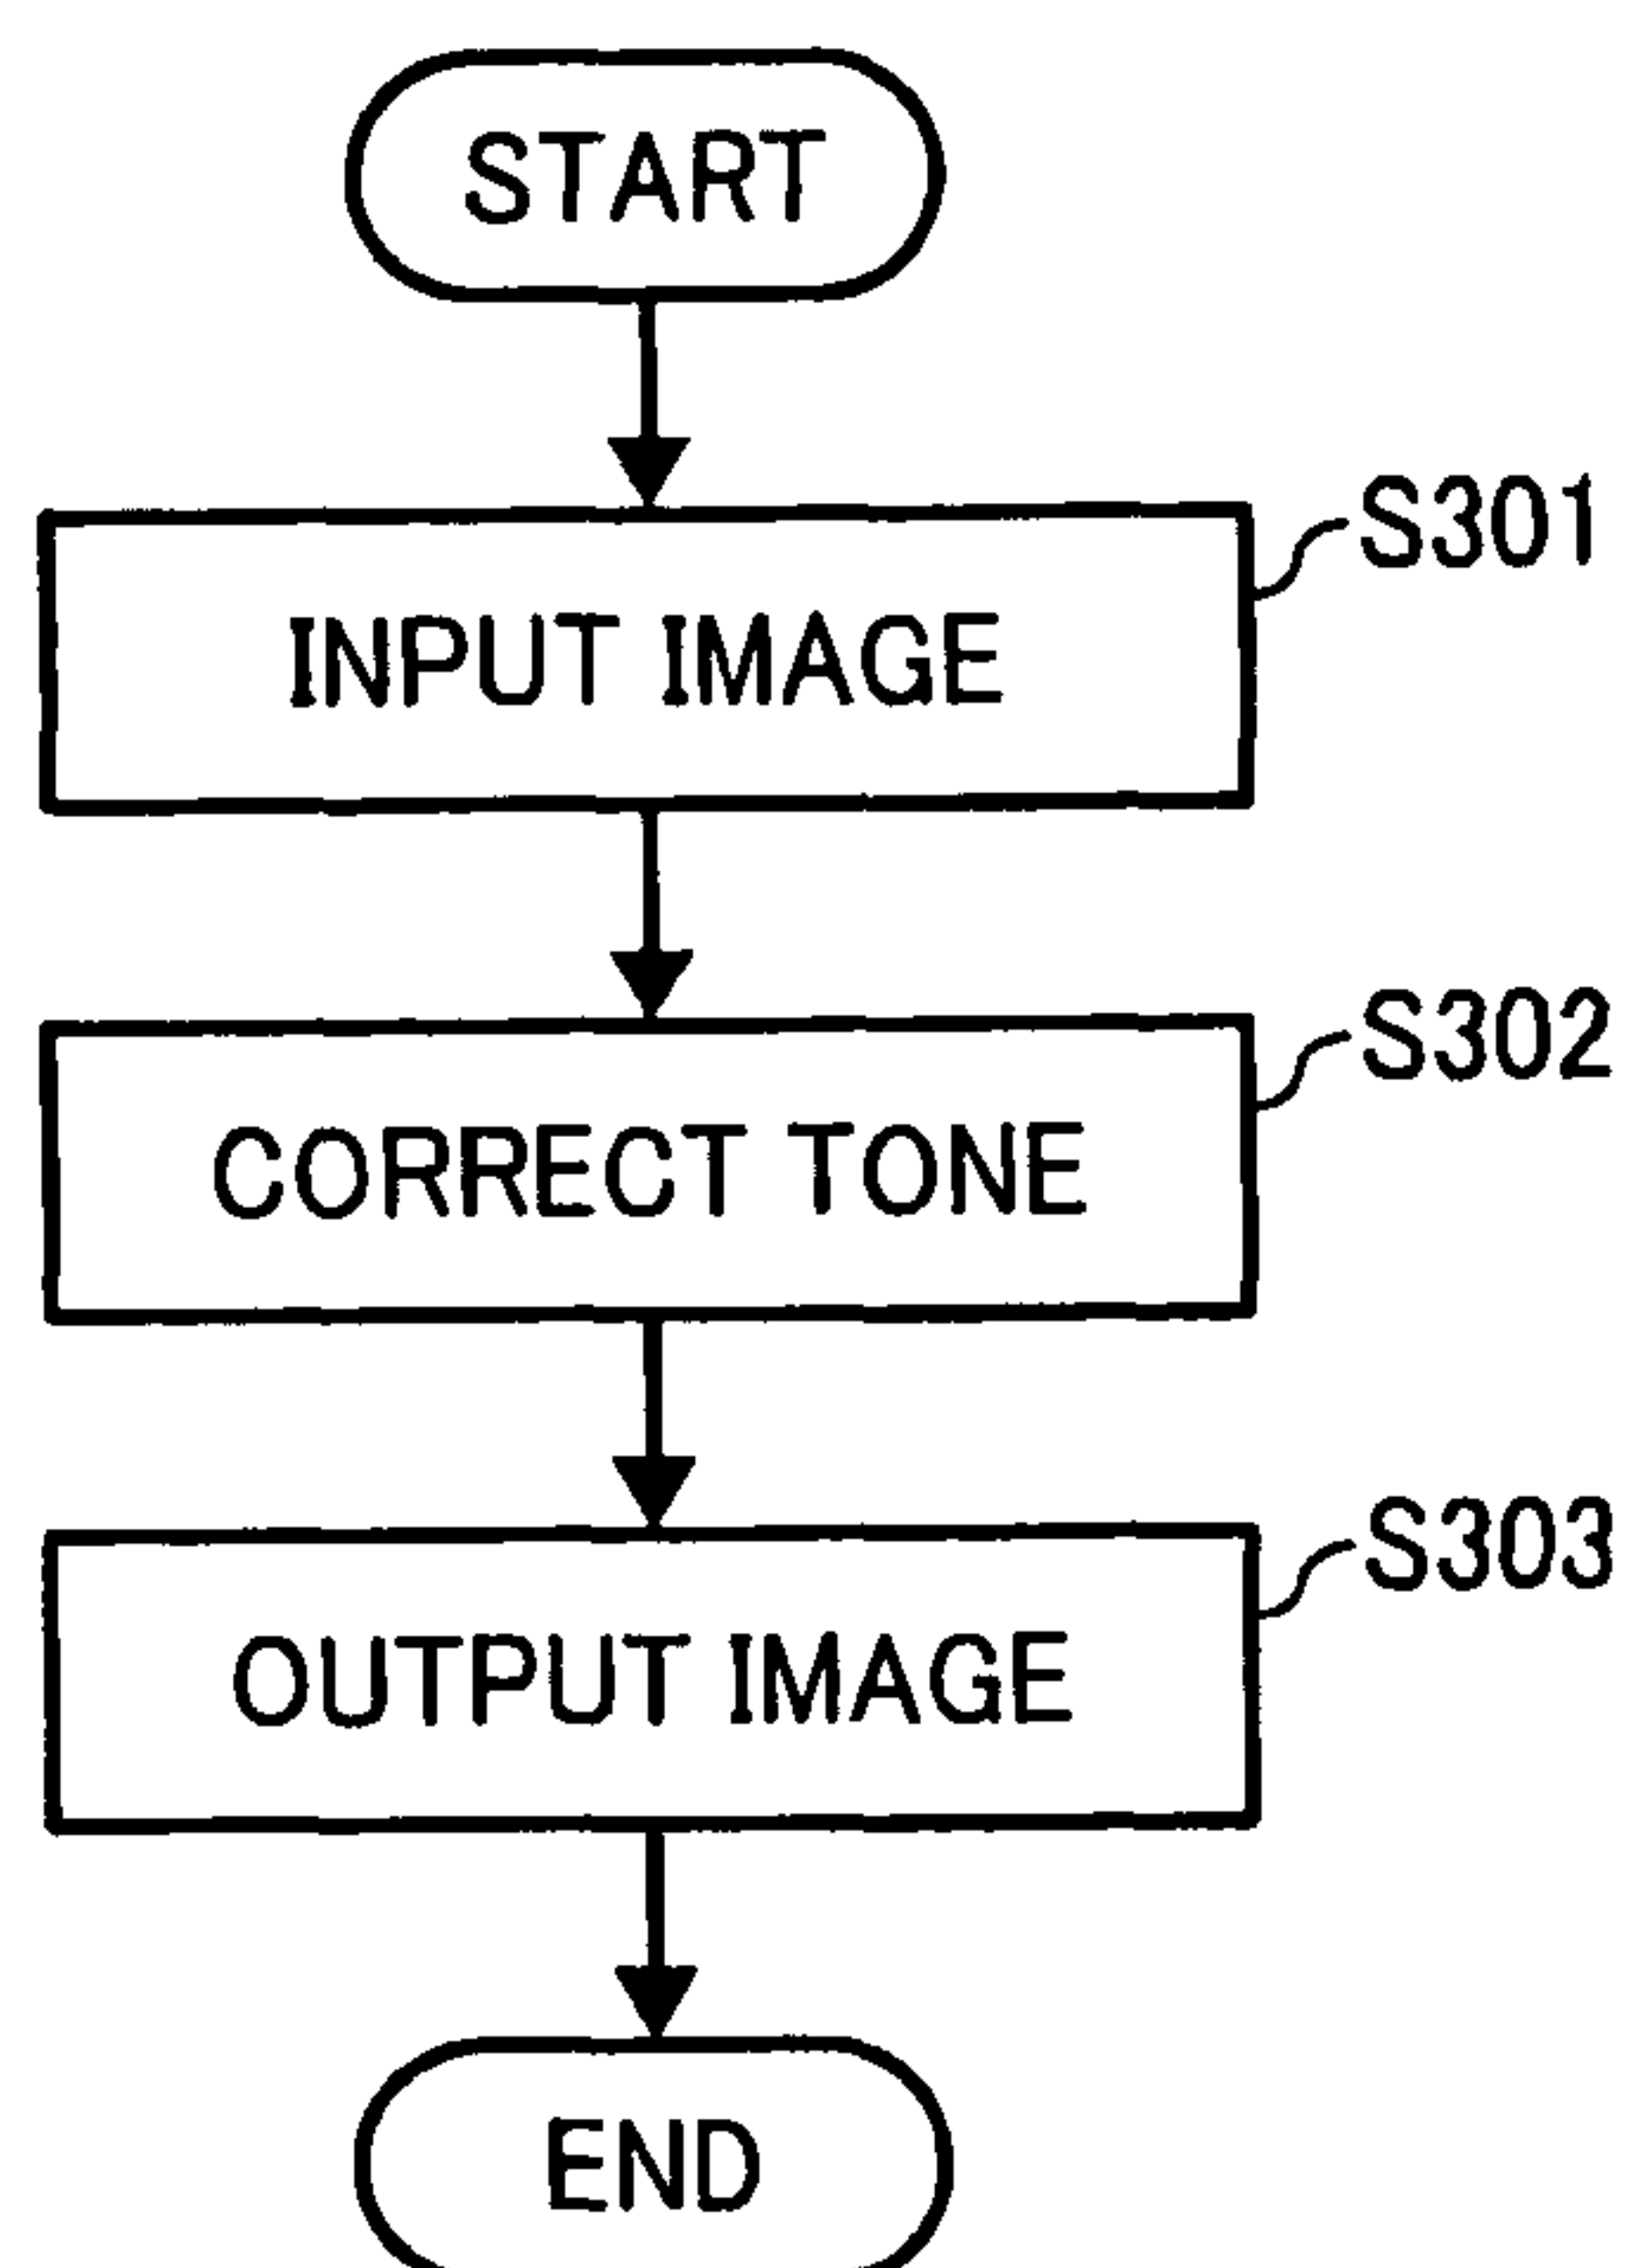 START
S301
INPUT IMAGE
S302
CORRECT TONE
S303
OUTPUT IMAGE
END